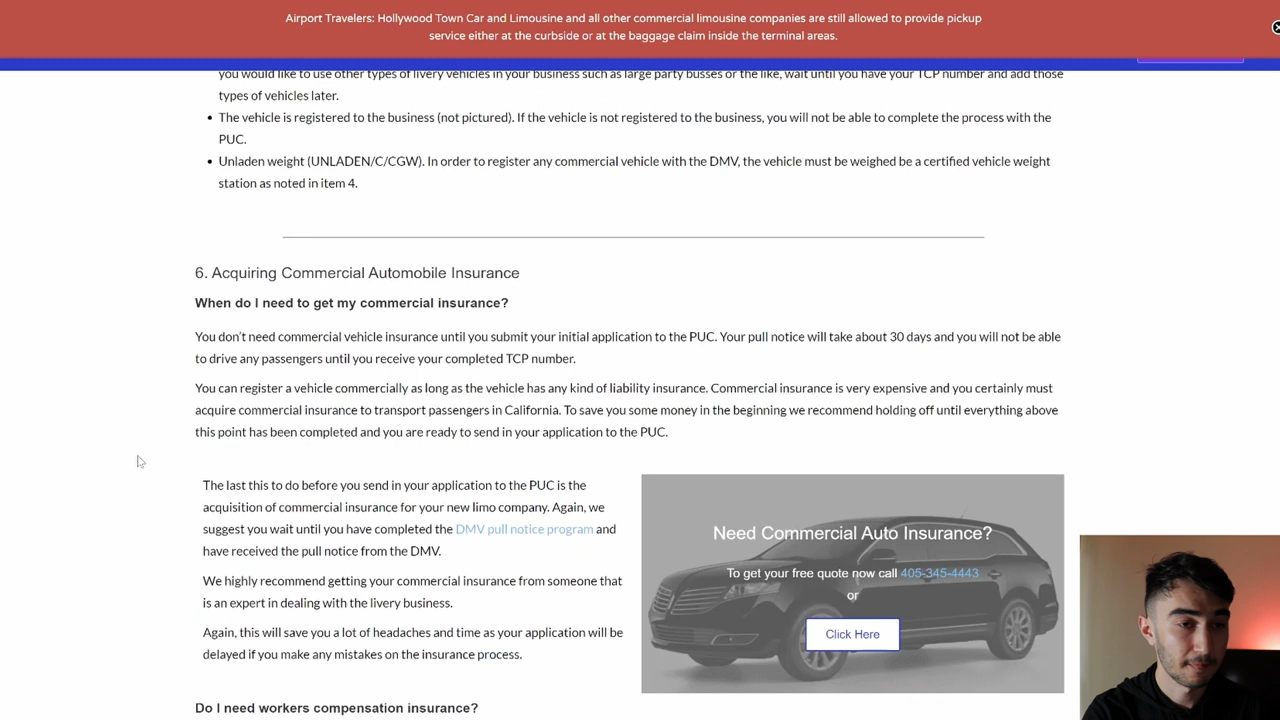 Airport Travelers: Hollywood Town Car and Limousine and all other commercial limousine companies are still allowed to provide pickup
service either at the curbside or at the baggage claim inside the terminal areas.
you would like to use other types of livery vehicles in your business such as large party busses or the like, wait until you have your TCP number and add those
types of vehicles later.
• The vehicle is registered to the business (not pictured). If the vehicle is not registered to the business, you will not be able to complete the process with the
PUC.
• Unladen weight (UNLADEN/C/CGW). In order to register any commercial vehicle with the DMV, the vehicle must be weighed be a certified vehicle weight
station as noted in item 4.
6. Acquiring Commercial Automobile Insurance
When do I need to get my commercial insurance?
You don't need commercial vehicle insurance until you submit your initial application to the PUC. Your pull notice will take about 30 days and you will not be able
to drive any passengers until you receive your completed TCP number.
You can register a vehicle commercially as long as the vehicle has any kind of liability insurance. Commercial insurance is very expensive and you certainly must
acquire commercial insurance to transport passengers in California. To save you some money in the beginning we recommend holding off until everything above
this point has been completed and you are ready to send in your application to the PUC.
The last this to do before you send in your application to the PUC is the
acquisition of commercial insurance for your new limo company. Again, we
suggest you wait until you have completed the DMV pull notice program and
have received the pull notice from the DMV.
We highly recommend getting your commercial insurance from someone that
is an expert in dealing with the livery business.
Again, this will save you a lot of headaches and time as your application will be
delayed if you make any mistakes on the insurance process.
Need Commercial Auto Insurance?
To get your free quote now call 405-345-4443
or
Click Here
Do I need workers compensation insurance?